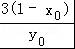 3(1 - x₀)
y₀